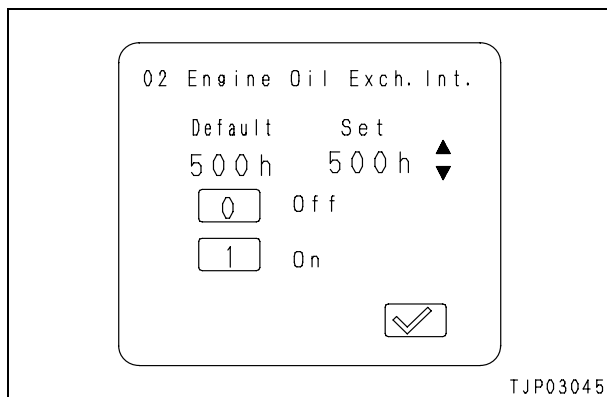 02 Engine Oil Exch. Int.
Default Set
500h 500h ▲▼
0 Off
1 On
TJP03045